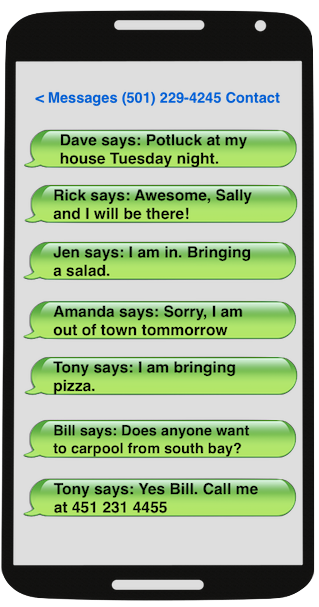 < Messages (501) 229-4245 Contact
Dave says: Potluck at my
house Tuesday night.
Rick says: Awesome, Sally
and I will be there!
Jen says: I am in. Bringing
a salad.
Amanda says: Sorry, I am
out of town tommorrow
Tony says: I am bringing
pizza.
Bill says: Does anyone want
to carpool from south bay?
Tony says: Yes Bill. Call me
at 451 231 4455